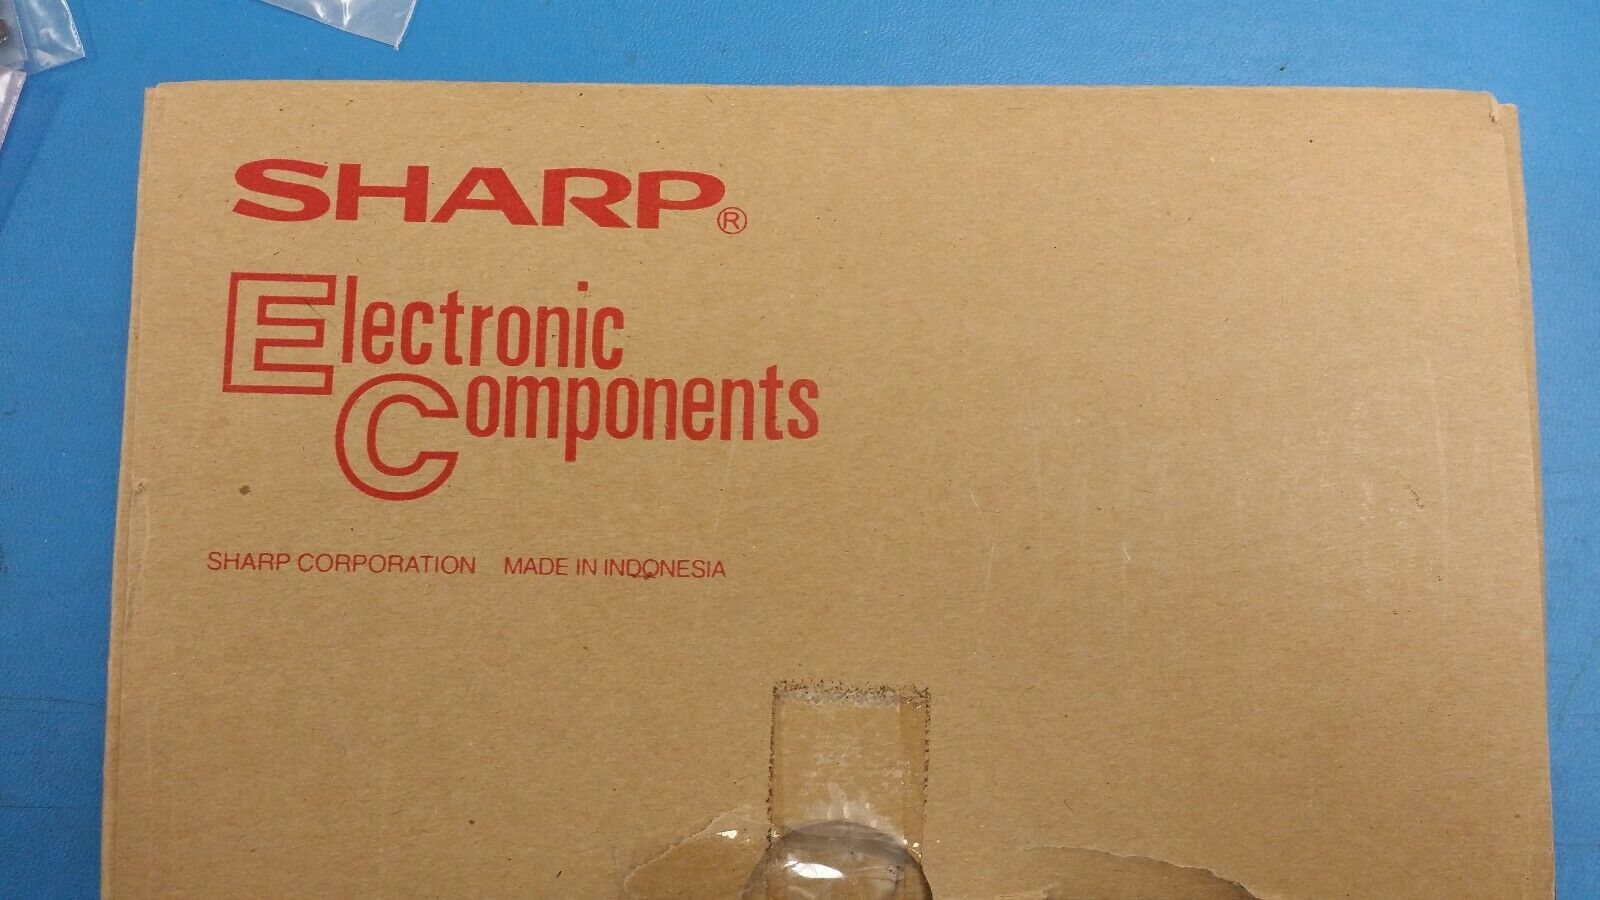 SHARP®
Electronic
Components
SHARP CORPORATION MADE IN INDONESIA